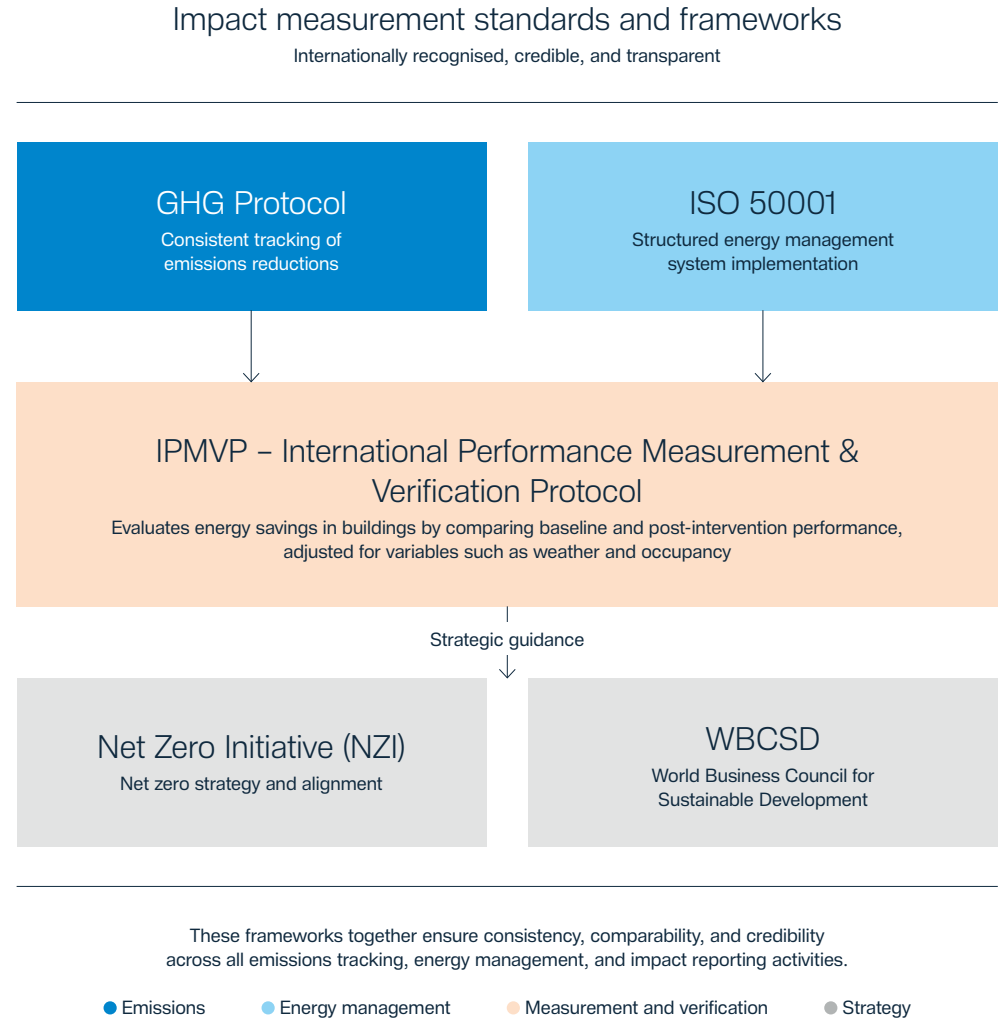 Impact measurement standards and frameworks
Internationally recognised, credible, and transparent
GHG Protocol
Consistent tracking of
emissions reductions
ISO 50001
Structured energy management
system implementation
IPMVP – International Performance Measurement &
Verification Protocol
Evaluates energy savings in buildings by comparing baseline and post-intervention performance,
adjusted for variables such as weather and occupancy
Strategic guidance
Net Zero Initiative (NZI)
Net zero strategy and alignment
WBCSD
World Business Council for
Sustainable Development
These frameworks together ensure consistency, comparability, and credibility
across all emissions tracking, energy management, and impact reporting activities.
Emissions
Energy management
Measurement and verification
Strategy